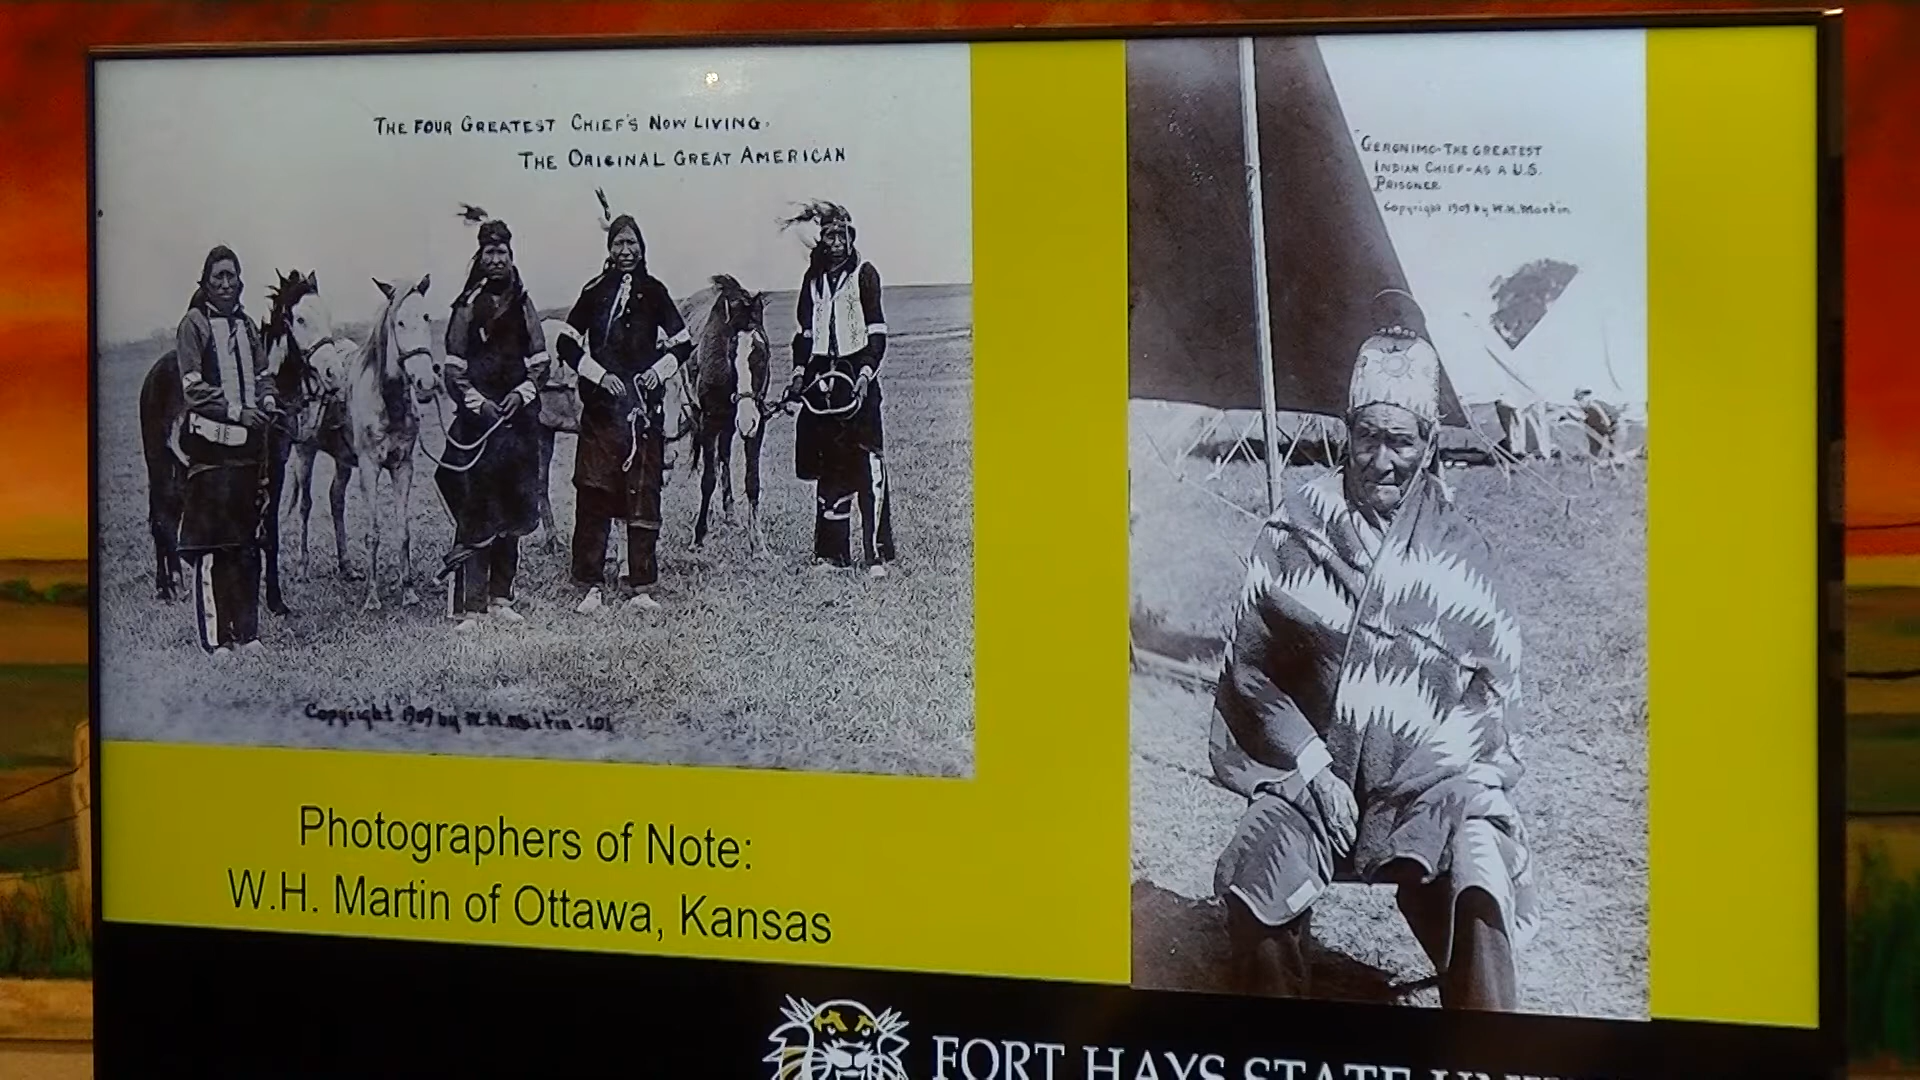 THE FOUR GREATEST CHIEF'S NOW LIVING.
THE ORIGINAL GREAT AMERICAN
Copyright 1909 by W.H. Martin - 101
"GERONIMO-THE GREATEST
INDIAN CHIEF-AS A U.S.
PRISONER
Copyright 1909 by W.H. Martin
Photographers of Note:
W.H. Martin of Ottawa, Kansas
FORT HAYS STATE